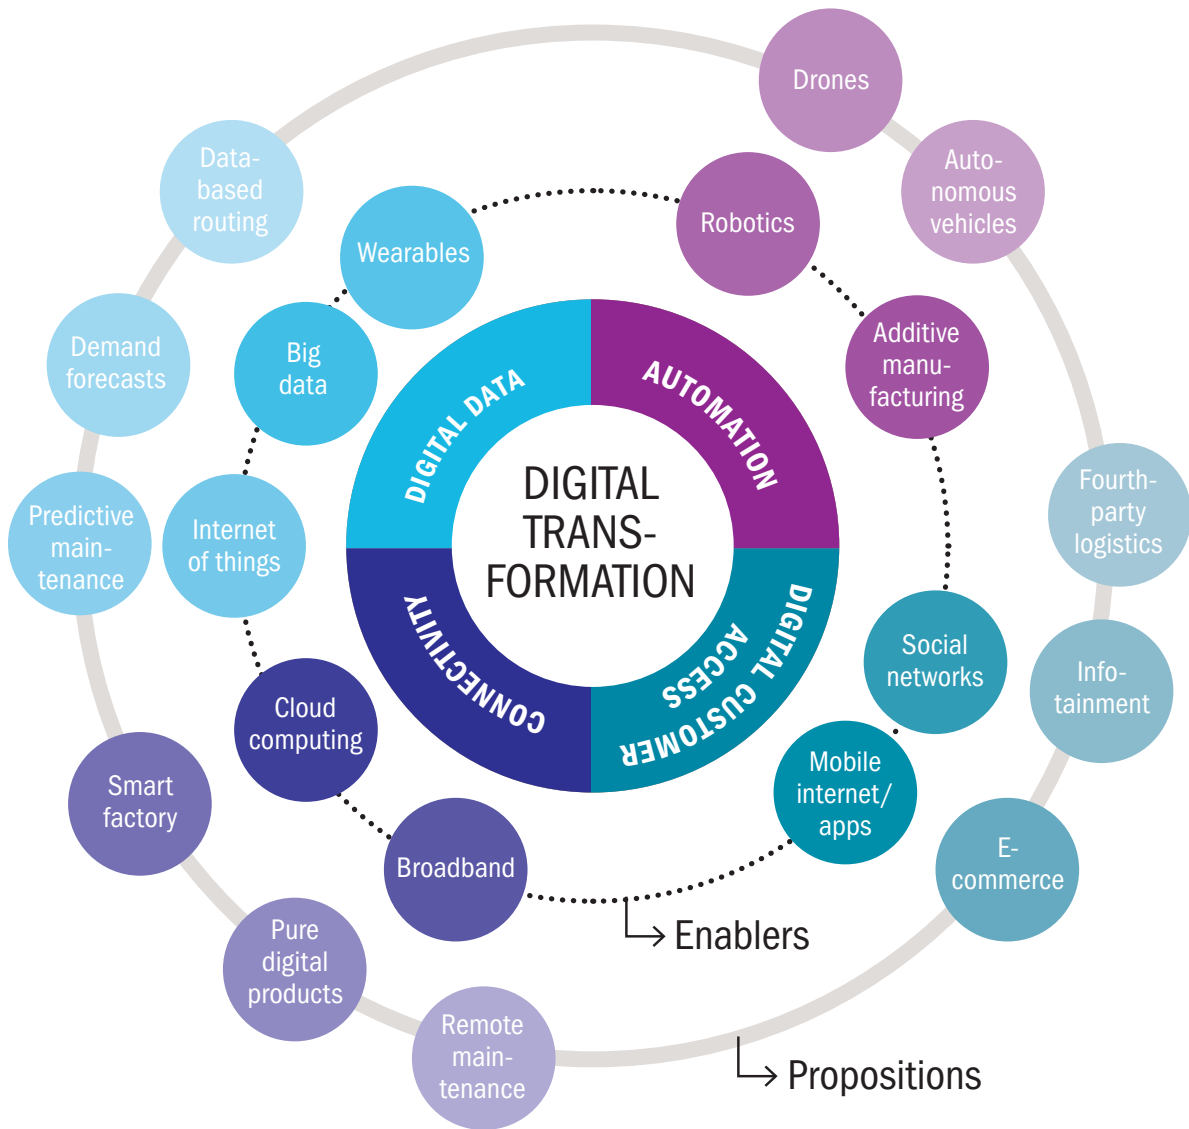 Drones
Auto-
nomous
vehicles
Data-
based
routing
Wearables
Robotics
Demand
forecasts
Big
data
Additive
manu-
facturing
DIGITAL DATA
AUTOMATION
DIGITAL
TRANS-
FORMATION
Predictive
main-
tenance
Internet
of things
Fourth-
party
logistics
CONNECTIVITY
DIGITAL CUSTOMER
ACCESS
Social
networks
Info-
tainment
Cloud
computing
Mobile
internet/
apps
Smart
factory
Broadband
E-
commerce
Enablers
Pure
digital
products
Remote
main-
tenance
Propositions